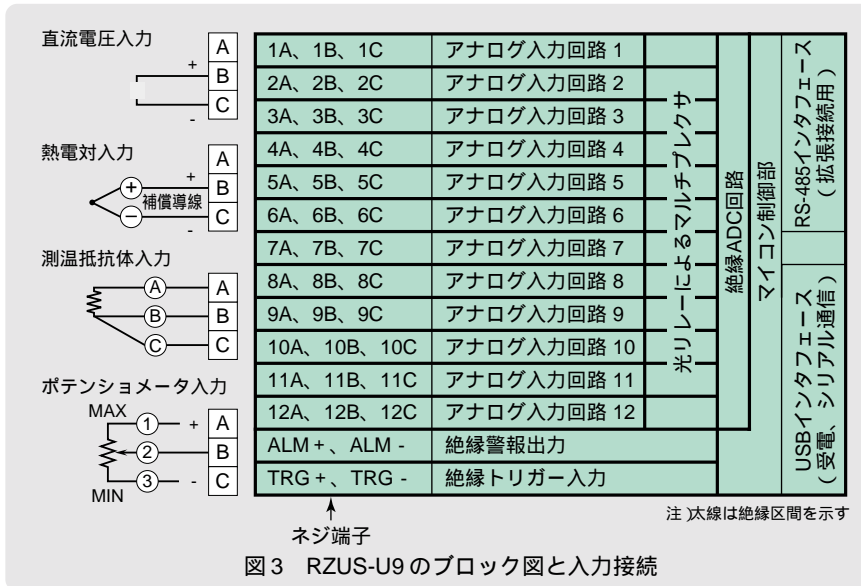 直流電圧入力
A
+
B
C
-
熱電対入力
A
+
+
B
補償導線
−
C
-
測温抵抗体入力
A
A
B
B
C
C
ポテンショメータ入力
MAX
1
+
A
2
B
3
-
C
MIN
1A、1B、1C アナログ入力回路 1
2A、2B、2C アナログ入力回路 2
3A、3B、3C アナログ入力回路 3
4A、4B、4C アナログ入力回路 4
5A、5B、5C アナログ入力回路 5
6A、6B、6C アナログ入力回路 6
7A、7B、7C アナログ入力回路 7
8A、8B、8C アナログ入力回路 8
9A、9B、9C アナログ入力回路 9
10A、10B、10C アナログ入力回路 10
11A、11B、11C アナログ入力回路 11
12A、12B、12C アナログ入力回路 12
ALM +、ALM - 絶縁警報出力
TRG +、TRG - 絶縁トリガー入力
光リレーによるマルチプレクサ
絶縁ADC回路
マイコン制御部
RS-485インタフェース
(拡張接続用)
USBインタフェース
(受電、シリアル通信)
ネジ端子
注)太線は絶縁区間を示す
図3 RZUS-U9 のブロック図と入力接続